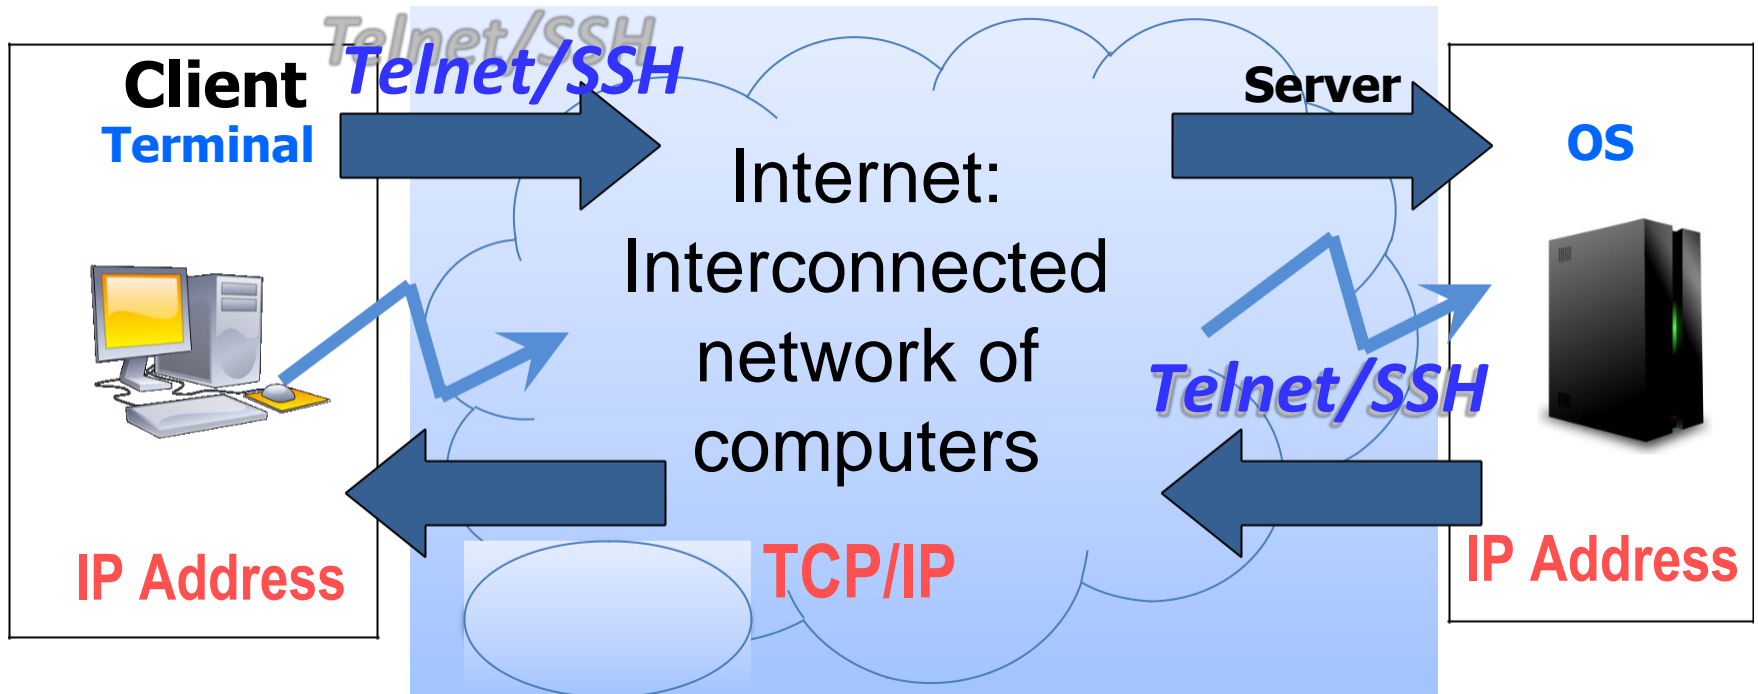 Telnet/SSH
Client
Terminal
Telnet/SSH
Internet:
Interconnected
network of
computers
TCP/IP
IP Address
Server
OS
Telnet/SSH
IP Address